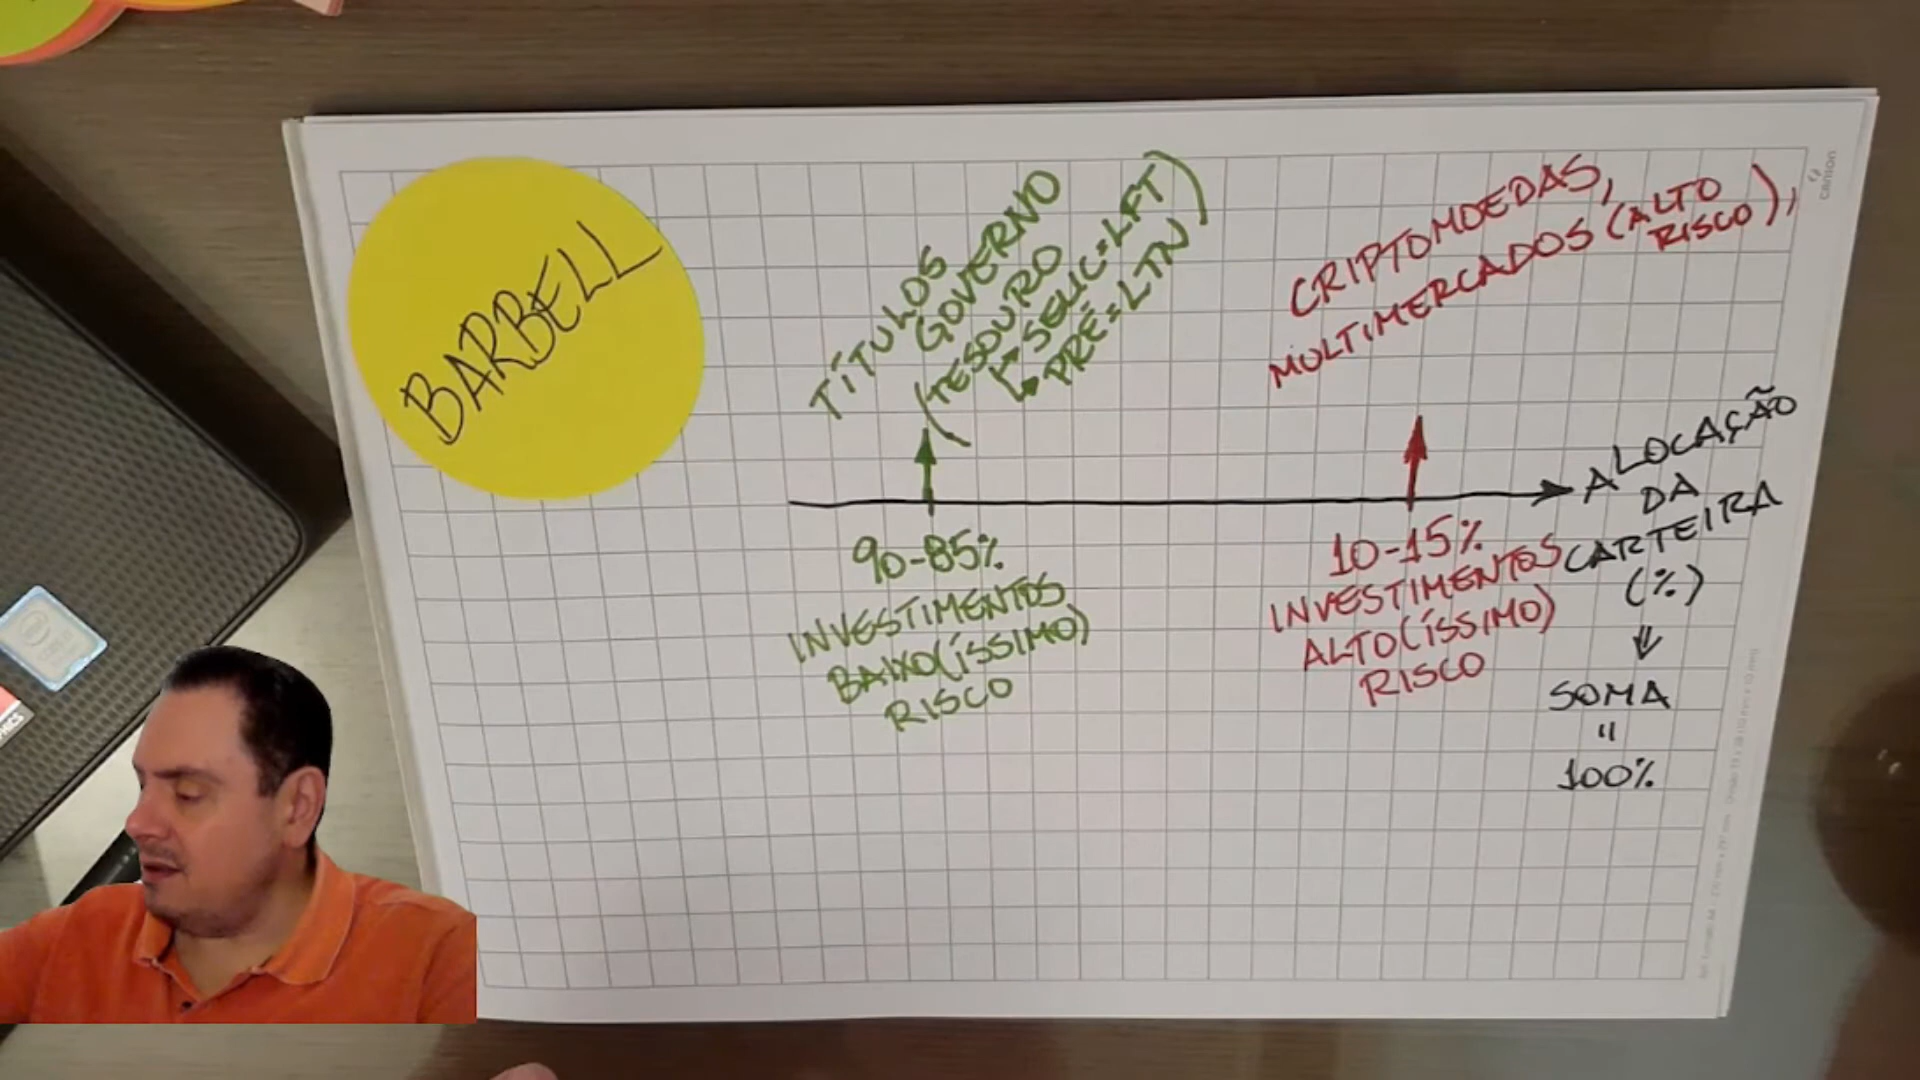 BARBELL
TÍTULOS
GOVERNO
(TESOURO
↳ SELIC = LFT
↳ PRÉ = LTN)
CRIPTOMOEDAS,
MULTIMERCADOS (ALTO
RISCO),
90-85%
INVESTIMENTOS
BAIXO(ÍSSIMO)
RISCO
10-15%
INVESTIMENTOS
ALTO(ÍSSIMO)
RISCO
ALOCAÇÃO
DA
CARTEIRA
(%)
⇓
SOMA
=
100%
canson